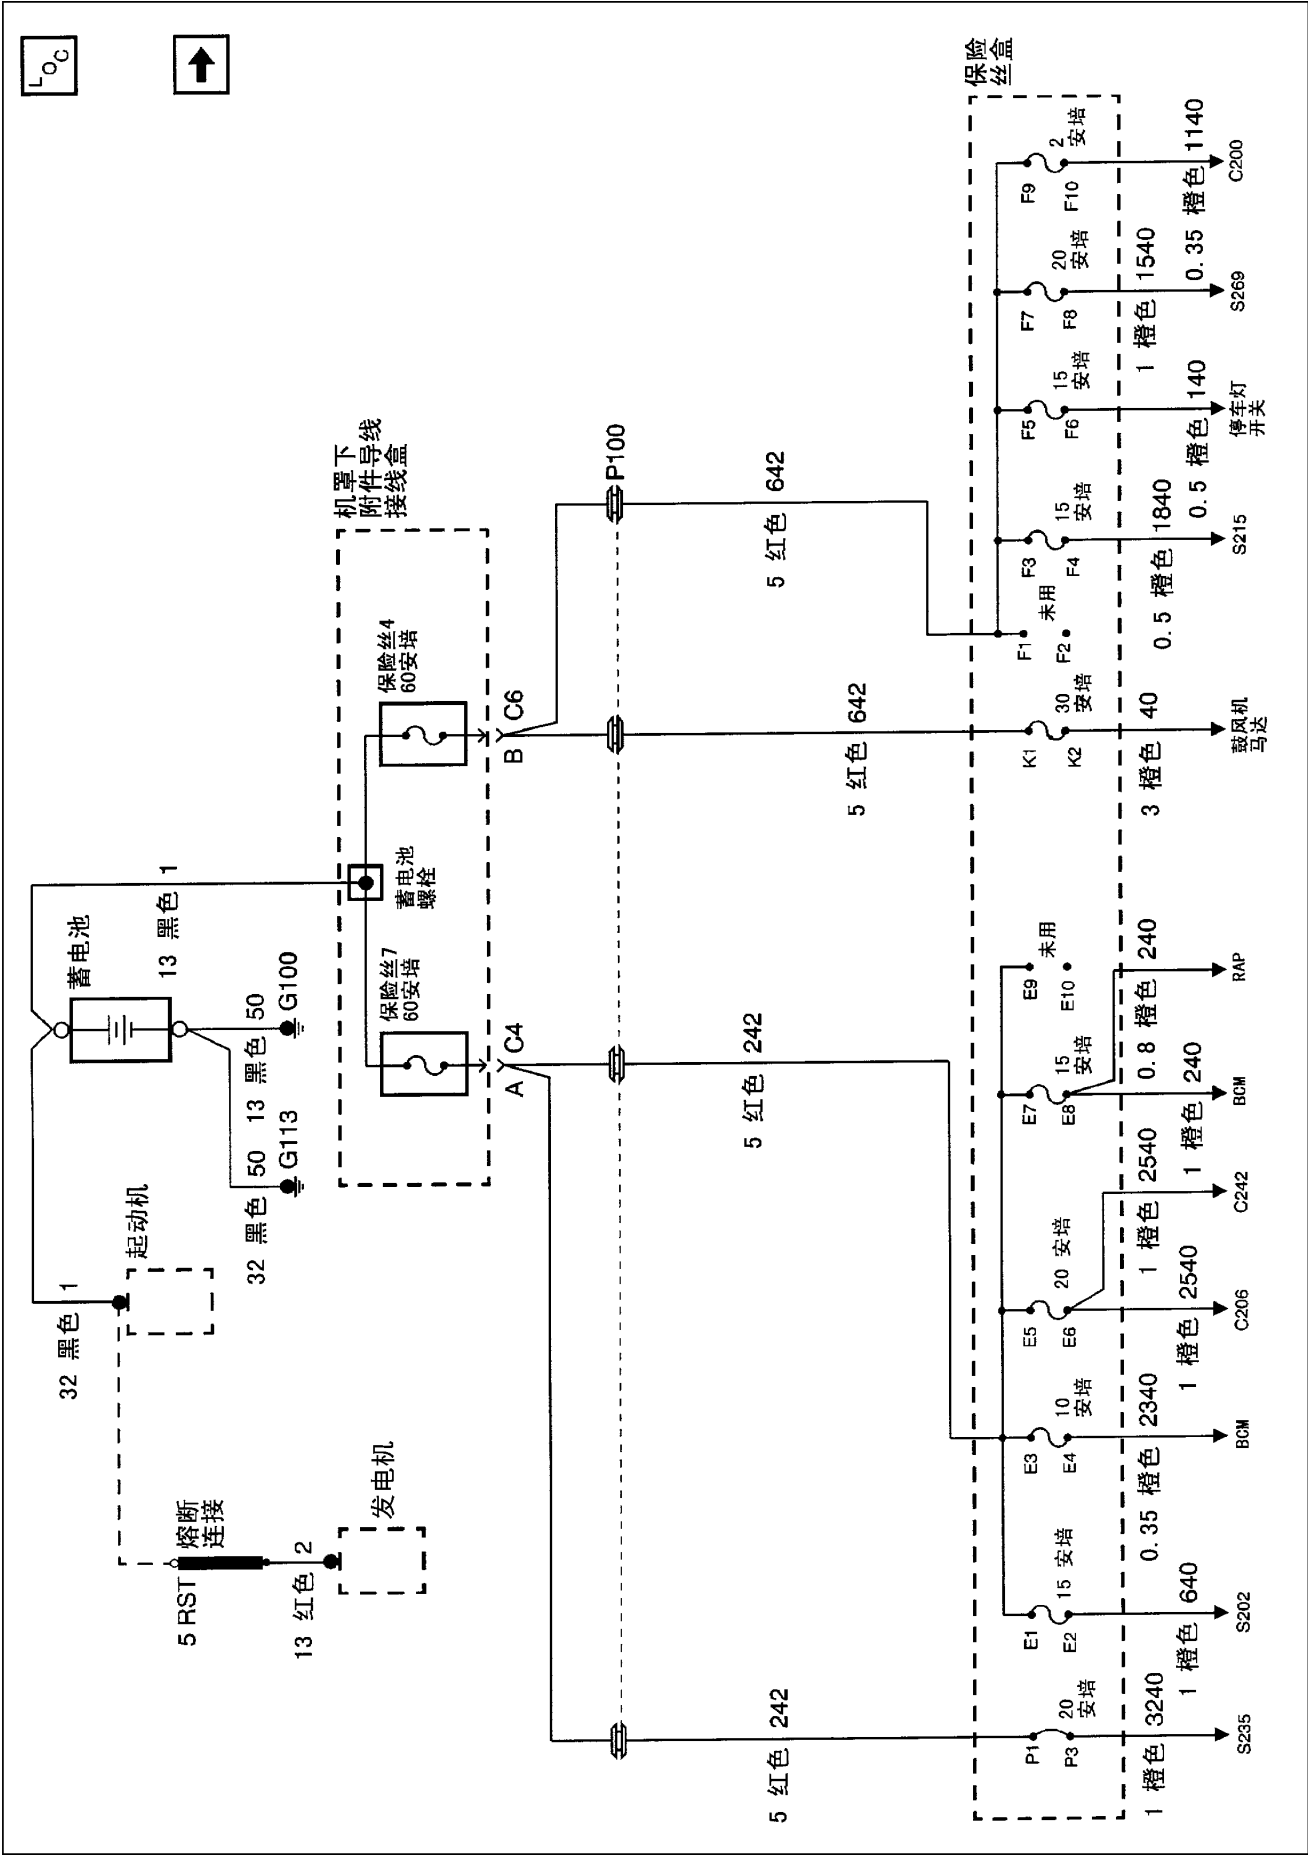 LOC
32 黑色 1
起动机
5 RST
熔断
连接
13 红色 2
发电机
蓄电池
13 黑色 1
32 黑色 50
G113
13 黑色 50
G100
机罩下
附件导线
接线盒
保险丝7
60安培
蓄电池
螺栓
保险丝4
60安培
A C4
B C6
P100
5 红色 242
5 红色 242
5 红色 642
5 红色 642
保险
丝盒
P1
P3
20
安培
E1
E2
15 安培
E3
E4
10
安培
E5
E6
20 安培
E7
E8
15
安培
E9
E10
未用
K1
K2
30
安培
F1
F2
未用
F3
F4
15
安培
F5
F6
15
安培
F7
F8
20
安培
F9
F10
2
安培
1 橙色 3240
1 橙色 640
0.35 橙色 2340
1 橙色 2540
1 橙色 2540
1 橙色 240
0.8 橙色 240
3 橙色 40
0.5 橙色 1840
0.5 橙色 140
1 橙色 1540
0.35 橙色 1140
S235
S202
BCM
C206
C242
BCM
RAP
鼓风机
马达
S215
停车灯
开关
S269
C200